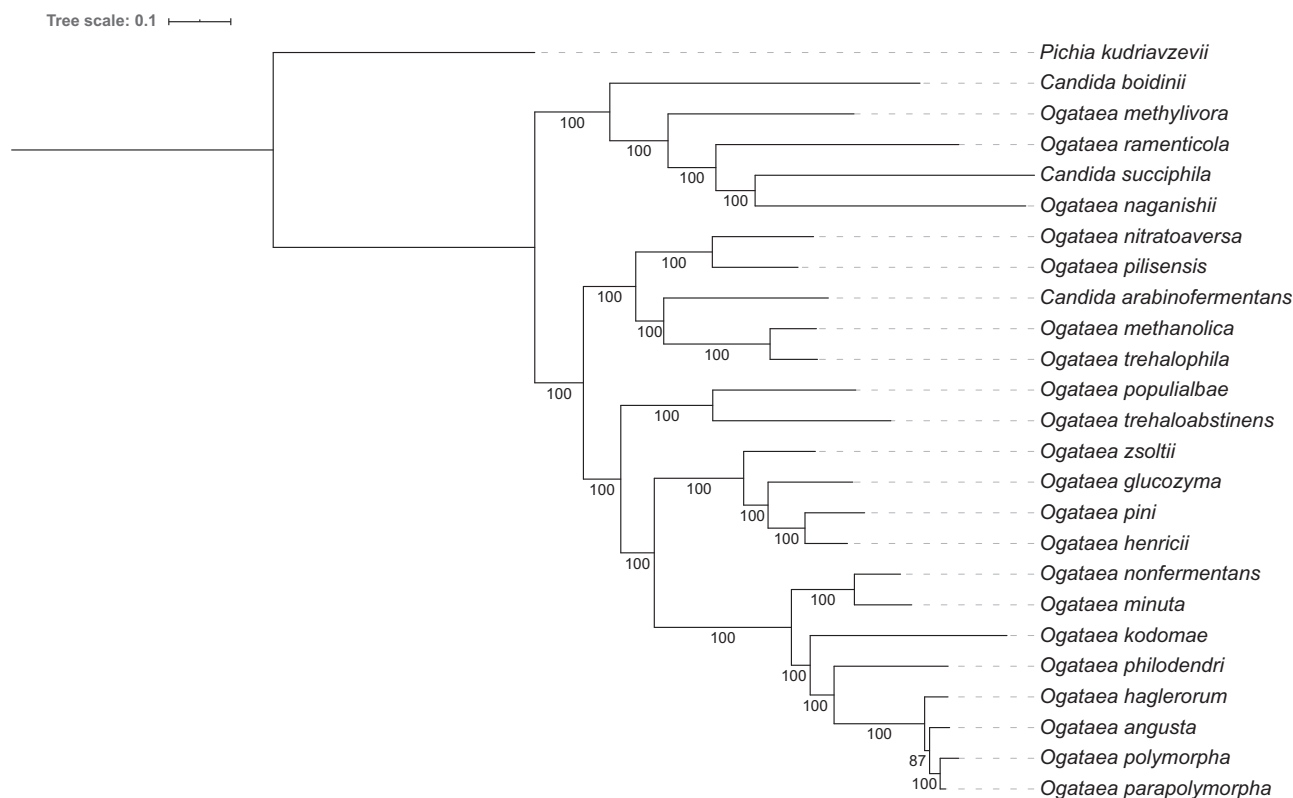 Tree scale: 0.1
Pichia kudriavzevii
Candida boidinii
100
Ogataea methylivora
100
Ogataea ramenticola
100
Candida succiphila
100
Ogataea naganishii
Ogataea nitratoaversa
100
Ogataea pilisensis
100
Candida arabinofermentans
100
Ogataea methanolica
100
Ogataea trehalophila
100
Ogataea populialbae
100
Ogataea trehaloabstinens
Ogataea zsoltii
100
100
Ogataea glucozyma
100
Ogataea pini
100
Ogataea henricii
100
Ogataea nonfermentans
100
Ogataea minuta
100
Ogataea kodomae
100
Ogataea philodendri
100
Ogataea haglerorum
100
Ogataea angusta
87
Ogataea polymorpha
100
Ogataea parapolymorpha